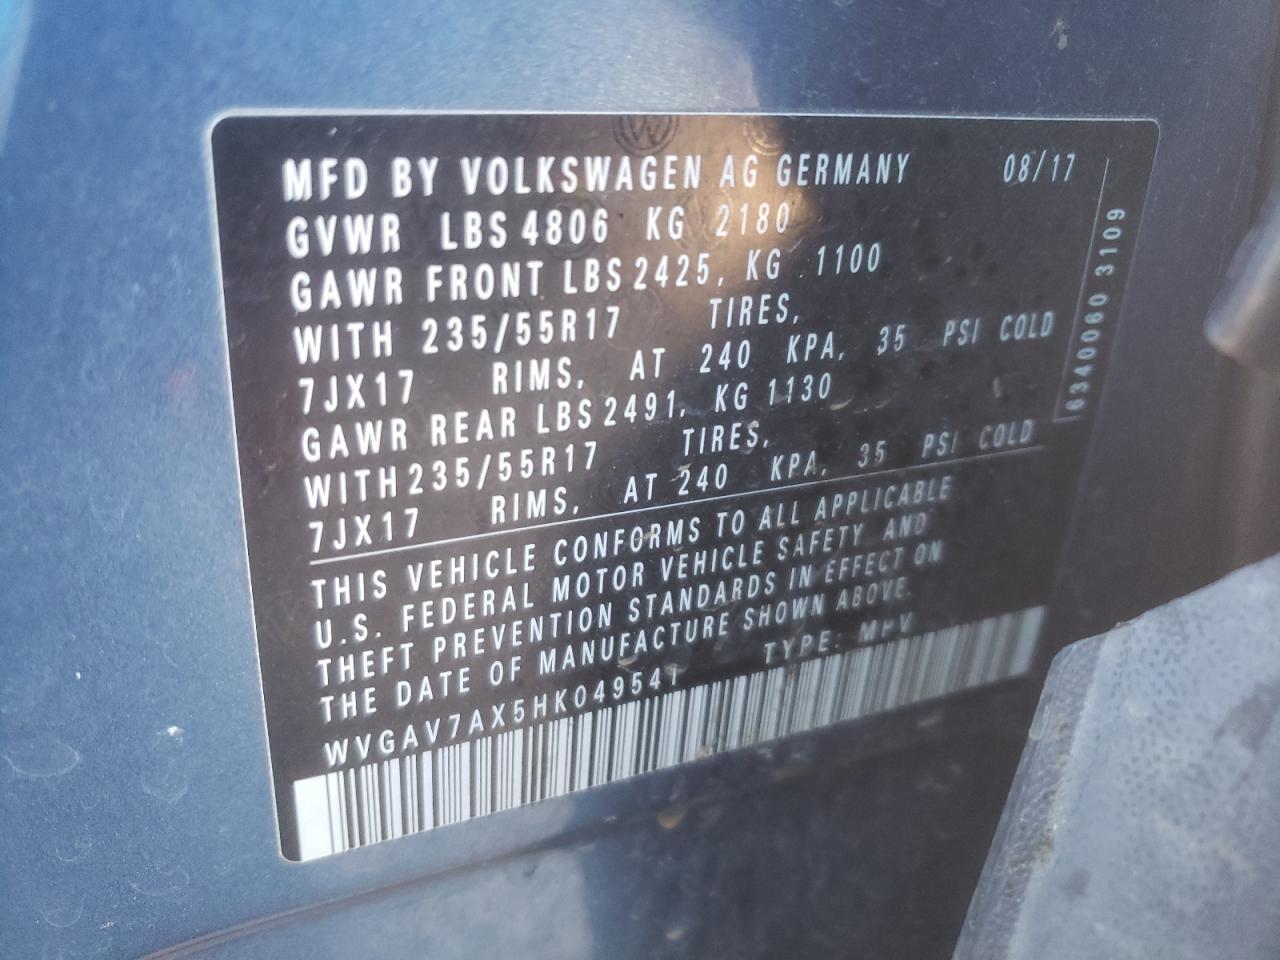 MFD BY VOLKSWAGEN AG GERMANY 08/17
GVWR LBS 4806 KG 2180
GAWR FRONT LBS 2425, KG 1100
WITH 235/55R17 TIRES,
7JX17 RIMS, AT 240 KPA, 35 PSI COLD
GAWR REAR LBS 2491, KG 1130
WITH 235/55R17 TIRES,
7JX17 RIMS, AT 240 KPA, 35 PSI COLD
THIS VEHICLE CONFORMS TO ALL APPLICABLE
U.S. FEDERAL MOTOR VEHICLE SAFETY AND
THEFT PREVENTION STANDARDS IN EFFECT ON
THE DATE OF MANUFACTURE SHOWN ABOVE.
WVGAV7AX5HK049541 TYPE: MPV
6340060 3109